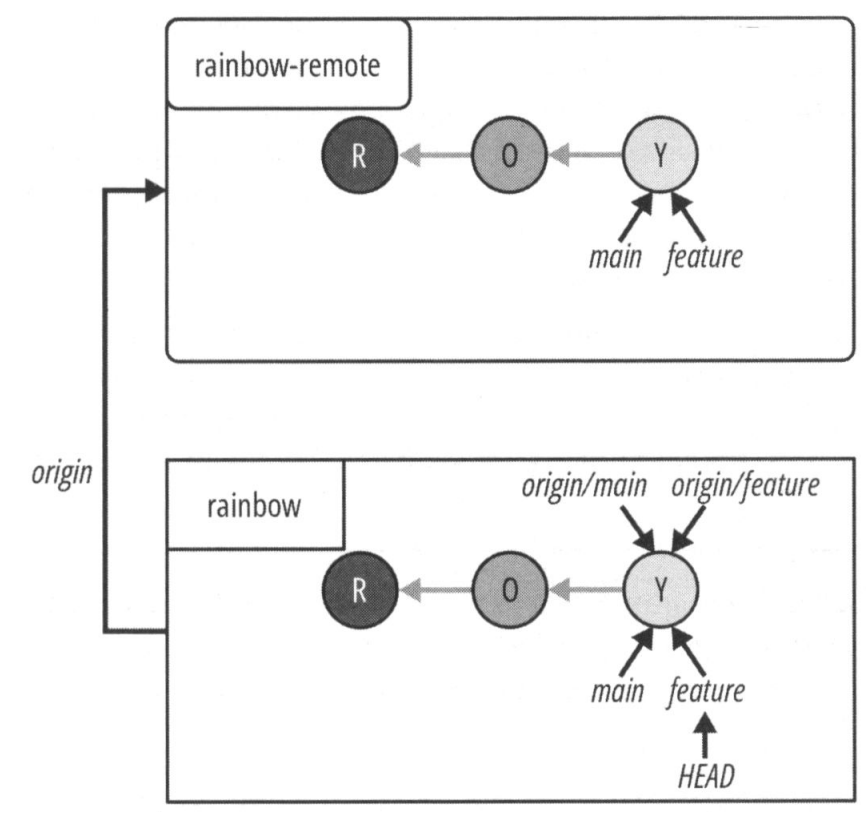 rainbow-remote
R O Y
main feature
origin
origin/main origin/feature
rainbow
R O Y
main feature
HEAD